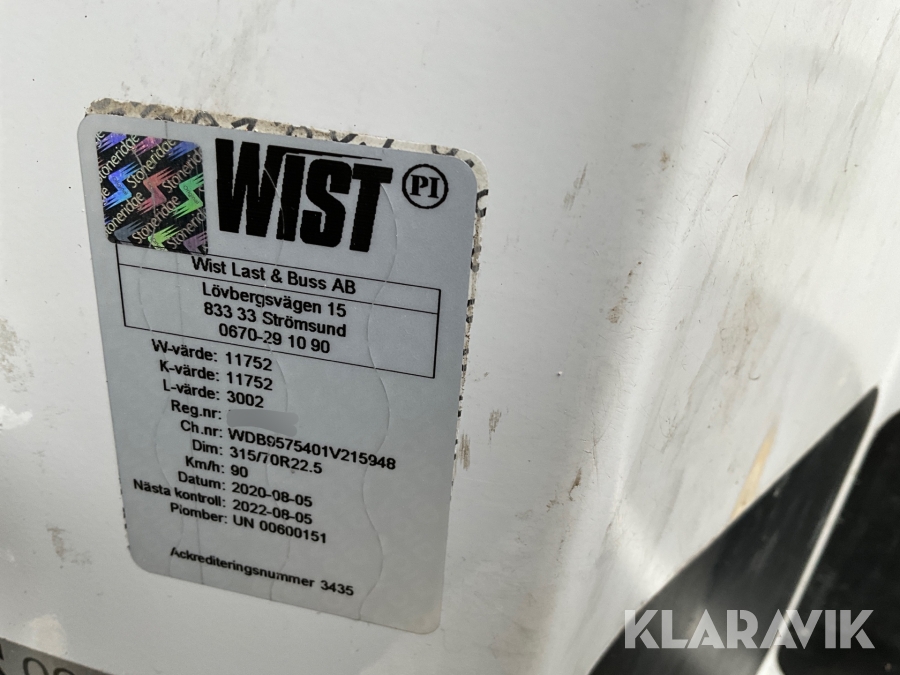 Stoneridge
WIST PI
Wist Last & Buss AB
Lövbergsvägen 15
833 33 Strömsund
0670-29 10 90
W-värde: 11752
K-värde: 11752
L-värde: 3002
Reg.nr:
Ch.nr: WDB9575401V215948
Dim: 315/70R22.5
Km/h: 90
Datum: 2020-08-05
Nästa kontroll: 2022-08-05
Plomber: UN 00600151
Ackrediteringsnummer 3435
KLARAVIK